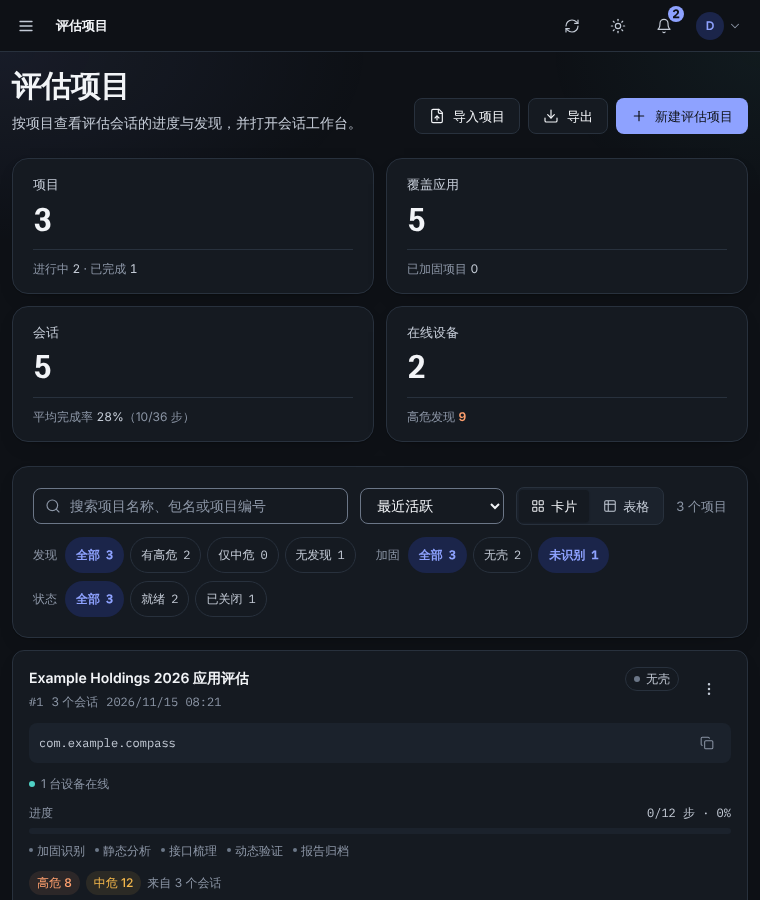 评估项目
2
D
评估项目
按项目查看评估会话的进度与发现，并打开会话工作台。
导入项目
导出
新建评估项目
项目
3
进行中 2 · 已完成 1
覆盖应用
5
已加固项目 0
会话
5
平均完成率 28%（10/36 步）
在线设备
2
高危发现 9
搜索项目名称、包名或项目编号
最近活跃
卡片
表格
3 个项目
发现 全部 3 有高危 2 仅中危 0 无发现 1 加固 全部 3 无壳 2 未识别 1
状态 全部 3 就绪 2 已关闭 1
Example Holdings 2026 应用评估
无壳
#1 3 个会话 2026/11/15 08:21
com.example.compass
1 台设备在线
进度 0/12 步 · 0%
加固识别 静态分析 接口梳理 动态验证 报告归档
高危 8 中危 12 来自 3 个会话